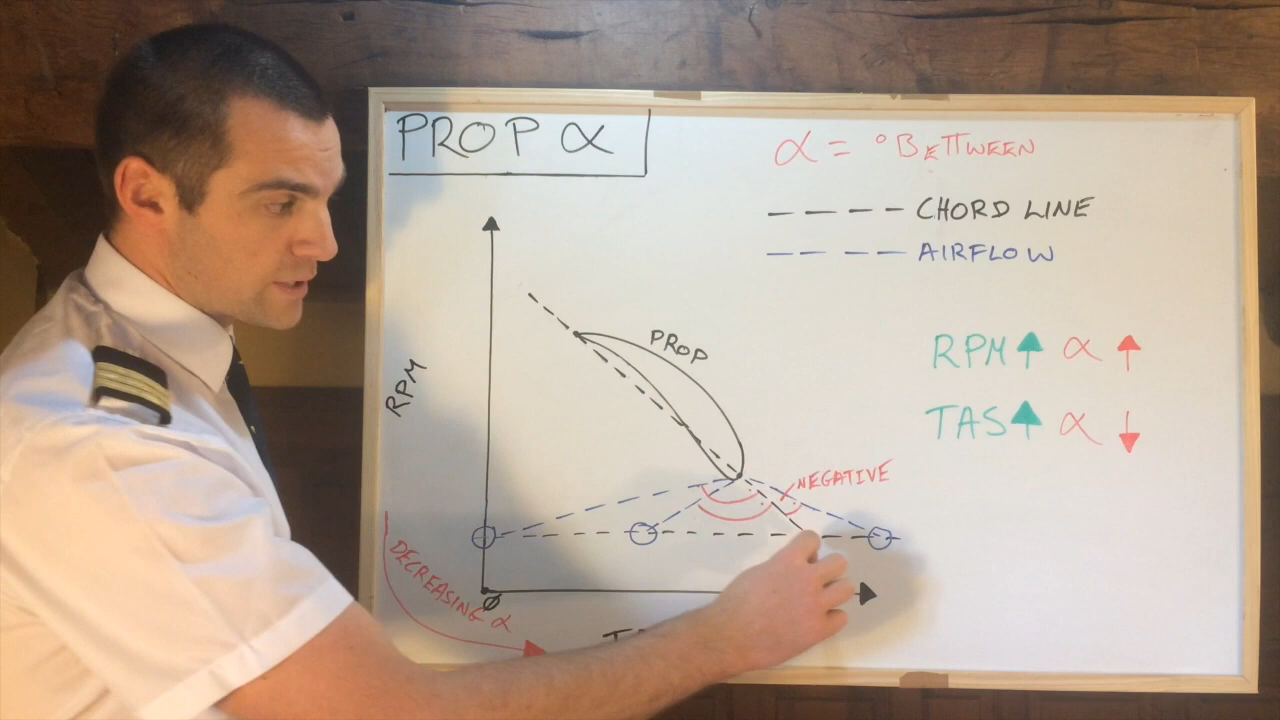 PROP α
α = °BETTWEEN
CHORD LINE
AIRFLOW
PROP
RPM
RPM α
TAS α
NEGATIVE
DECREASING α
Ø